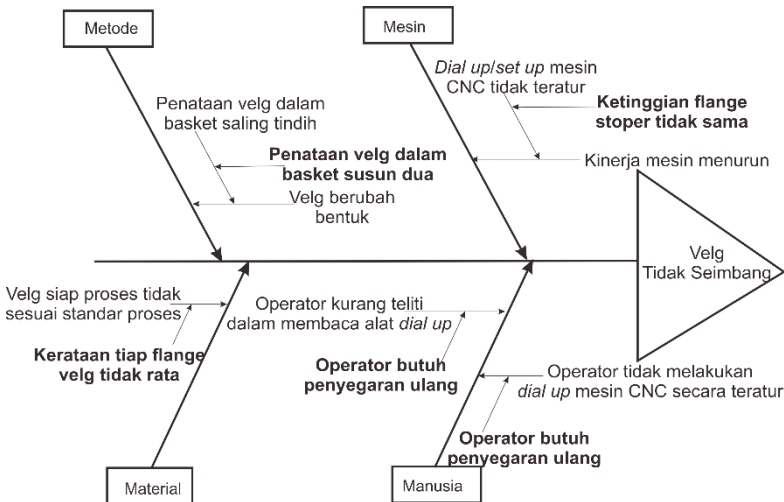 Metode
Mesin
Dial up/set up mesin
CNC tidak teratur
Penataan velg dalam
basket saling tindih
Ketinggian flange
stoper tidak sama
Penataan velg dalam
basket susun dua
Kinerja mesin menurun
Velg berubah
bentuk
Velg
Tidak Seimbang
Velg siap proses tidak
sesuai standar proses
Operator kurang teliti
dalam membaca alat dial up
Kerataan tiap flange
velg tidak rata
Operator butuh
penyegaran ulang
Operator tidak melakukan
dial up mesin CNC secara teratur
Operator butuh
penyegaran ulang
Material
Manusia